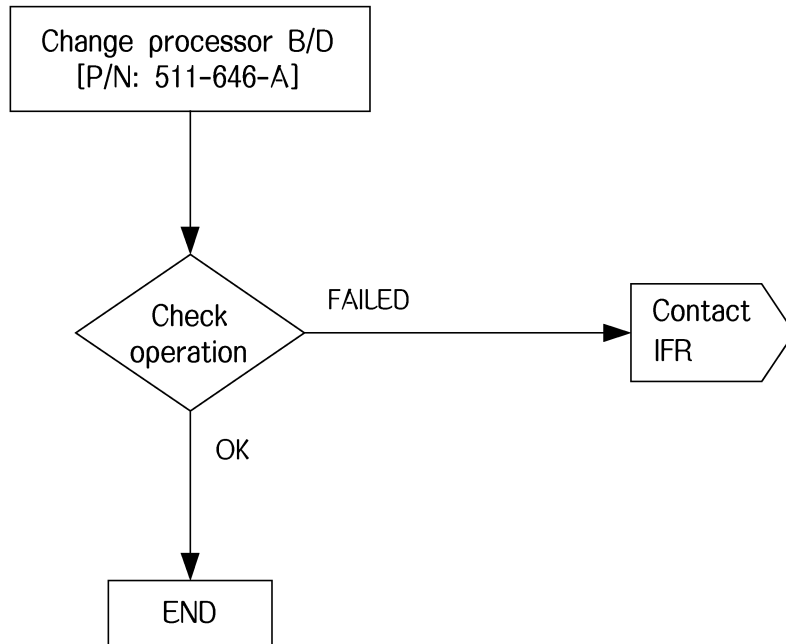 Change processor B/D
[P/N: 511-646-A]
Check
operation
FAILED
Contact
IFR
OK
END